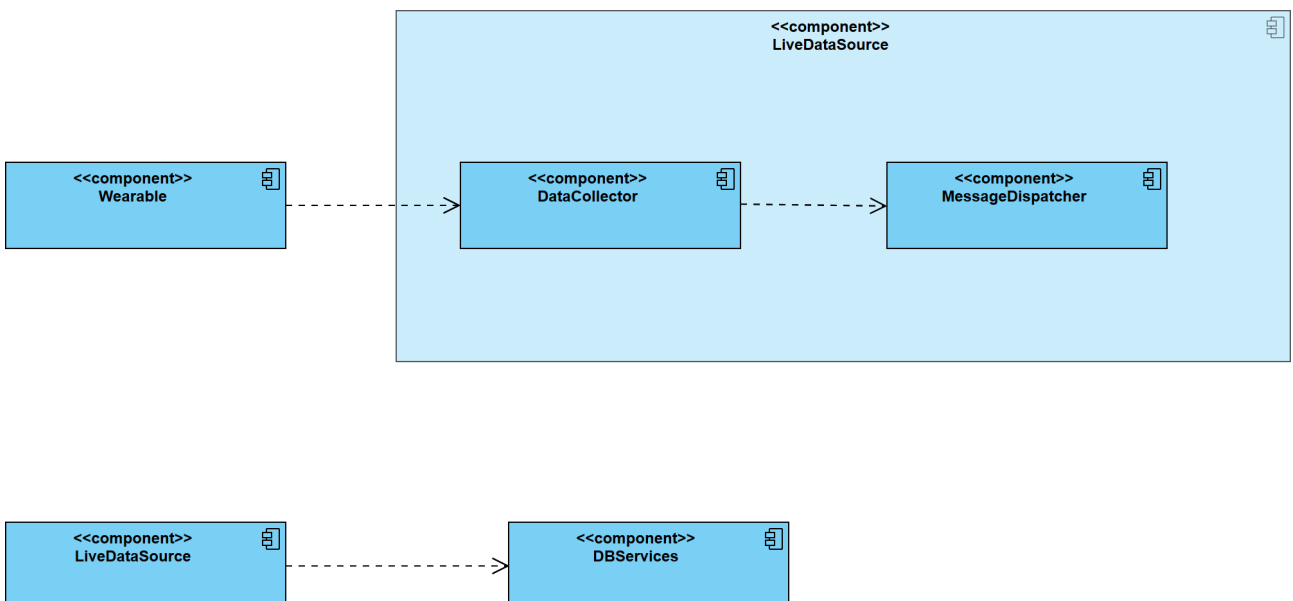 <<component>>
LiveDataSource
<<component>>
Wearable
<<component>>
DataCollector
<<component>>
MessageDispatcher
<<component>>
LiveDataSource
<<component>>
DBServices